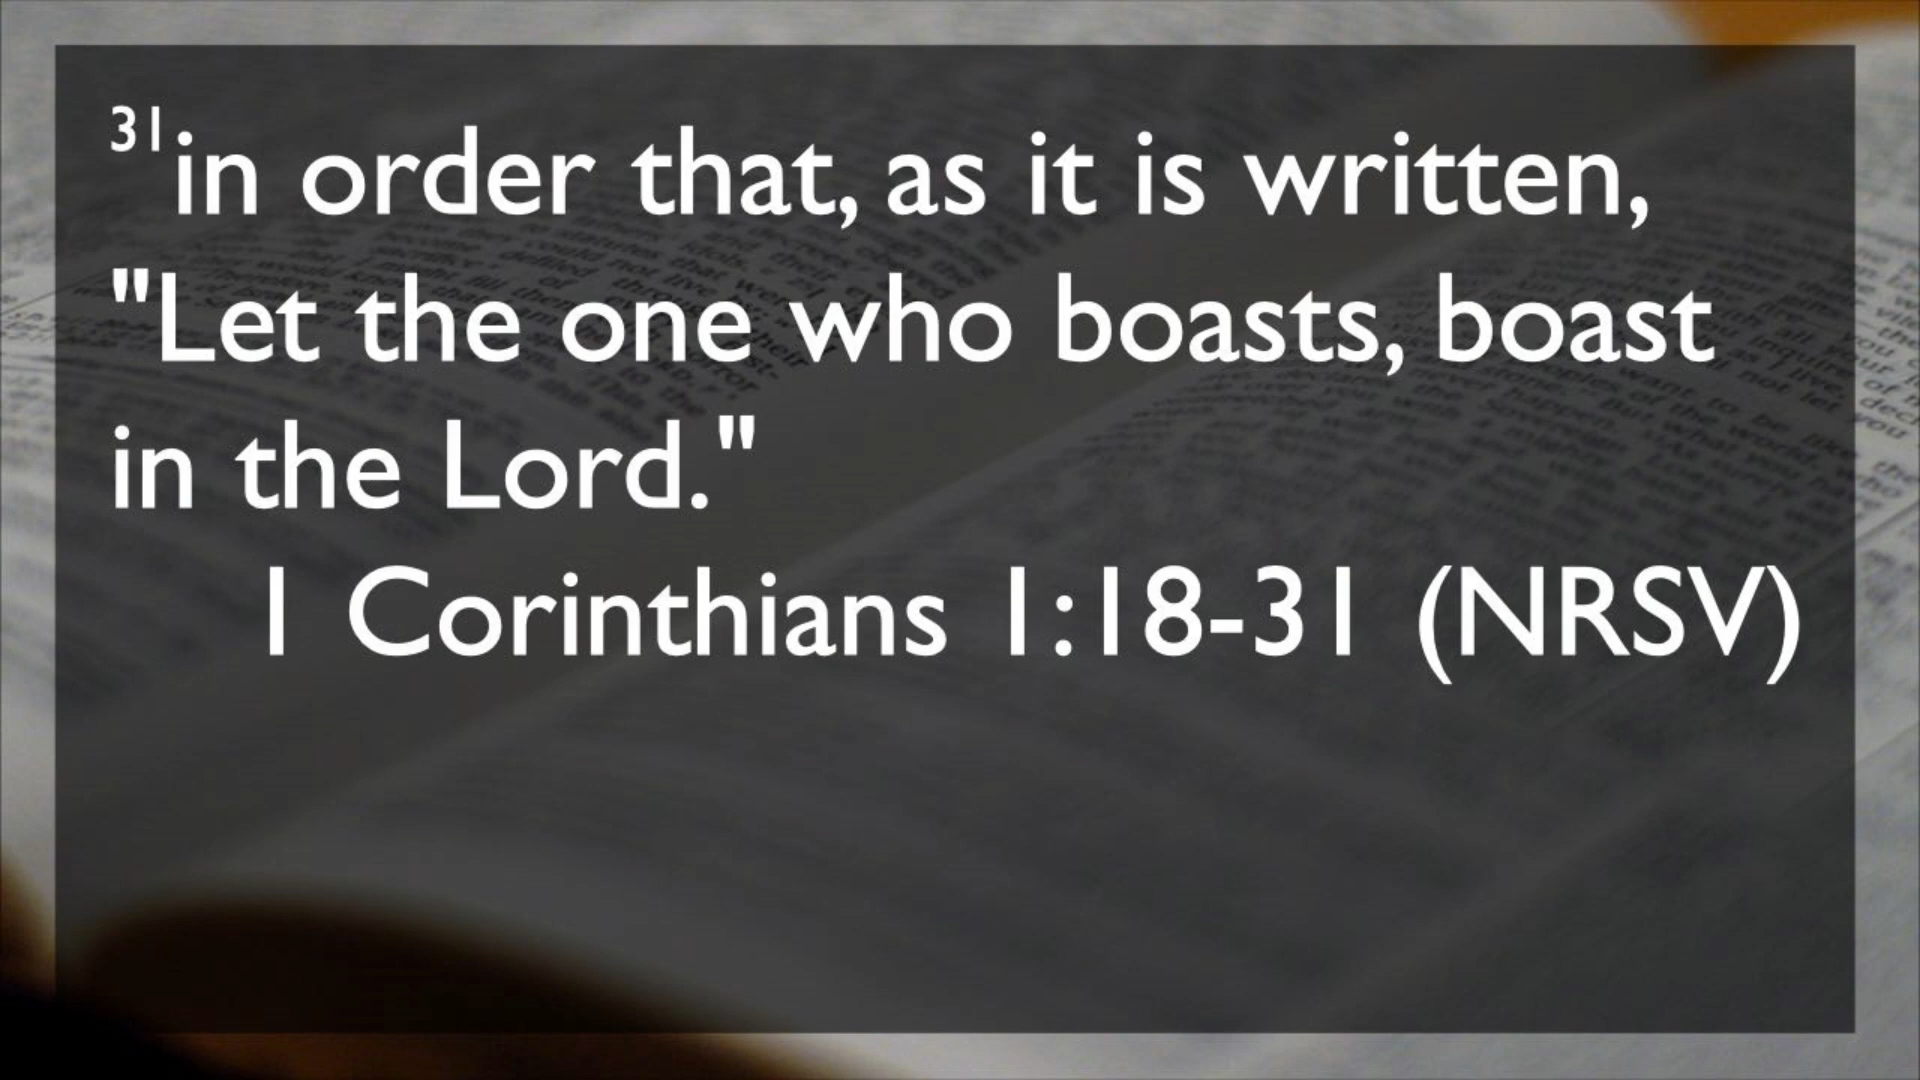 31in order that, as it is written,
"Let the one who boasts, boast
in the Lord."
1 Corinthians 1:18-31 (NRSV)